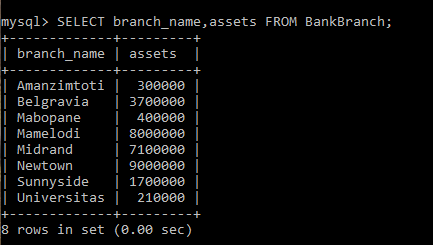 mysql> SELECT branch_name,assets FROM BankBranch;
+-------------+---------+
| branch_name | assets  |
+-------------+---------+
| Amanzimtoti |  300000 |
| Belgravia   | 3700000 |
| Mabopane    |  400000 |
| Mamelodi    | 8000000 |
| Midrand     | 7100000 |
| Newtown     | 9000000 |
| Sunnyside   | 1700000 |
| Universitas |  210000 |
+-------------+---------+
8 rows in set (0.00 sec)